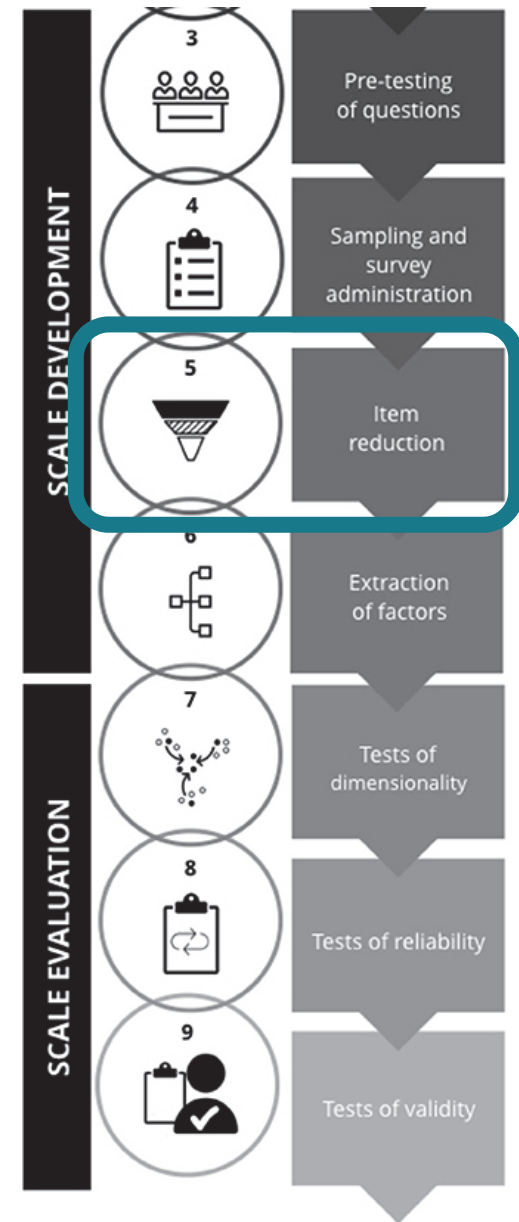 SCALE DEVELOPMENT
3
Pre-testing
of questions
4
Sampling and
survey
administration
5
Item
reduction
6
Extraction
of factors
SCALE EVALUATION
7
Tests of
dimensionality
8
Tests of reliability
9
Tests of validity